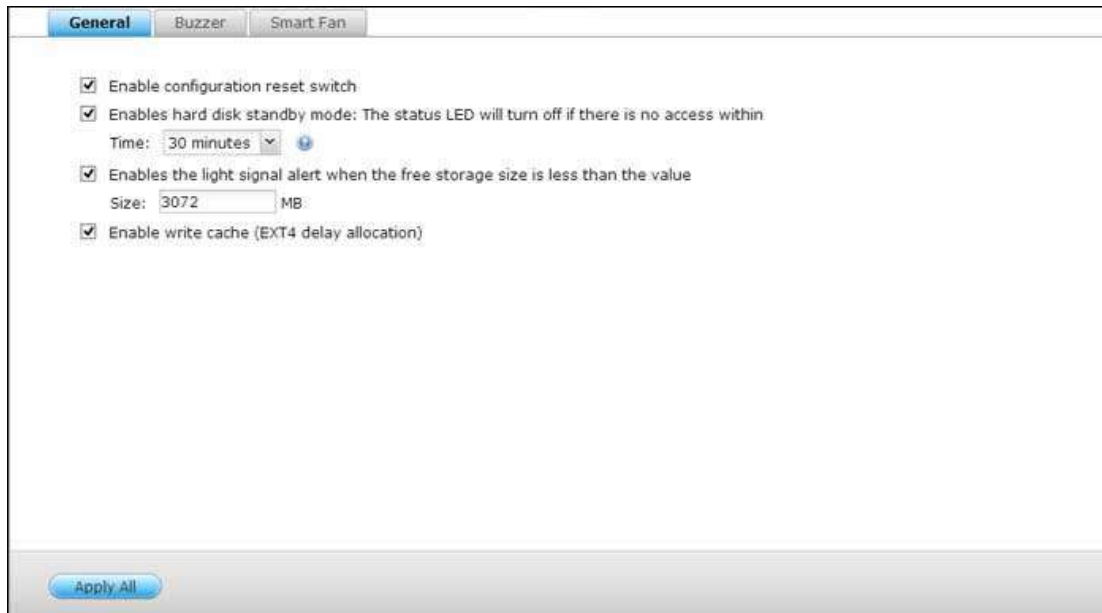 General Buzzer Smart Fan
Enable configuration reset switch
Enables hard disk standby mode: The status LED will turn off if there is no access within
Time: 30 minutes
Enables the light signal alert when the free storage size is less than the value
Size: 3072 MB
Enable write cache (EXT4 delay allocation)
Apply All